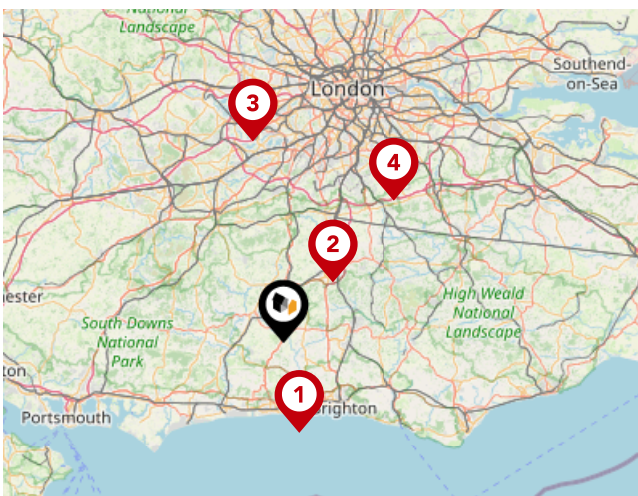 National
Landscape
Southend-
on-Sea
London
3
4
2
High Weald
National
Landscape
South Downs
National
Park
1
Portsmouth